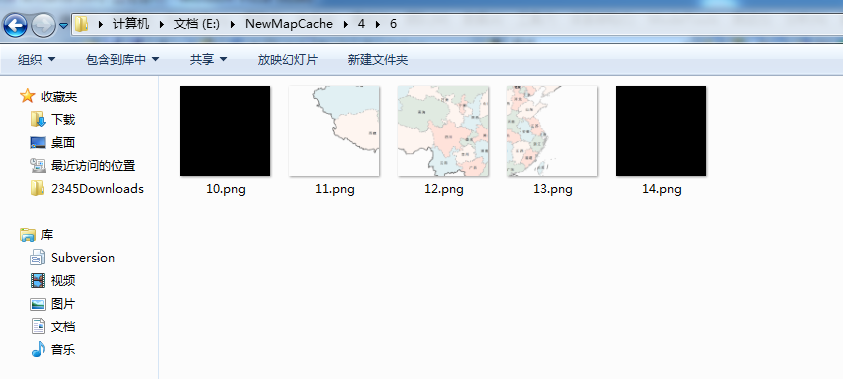 计算机 文档 (E:) NewMapCache 4 6
组织 包含到库中 共享 放映幻灯片 新建文件夹
收藏夹
下载
桌面
最近访问的位置
2345Downloads
库
Subversion
视频
图片
文档
音乐
10.png 11.png 12.png 13.png 14.png